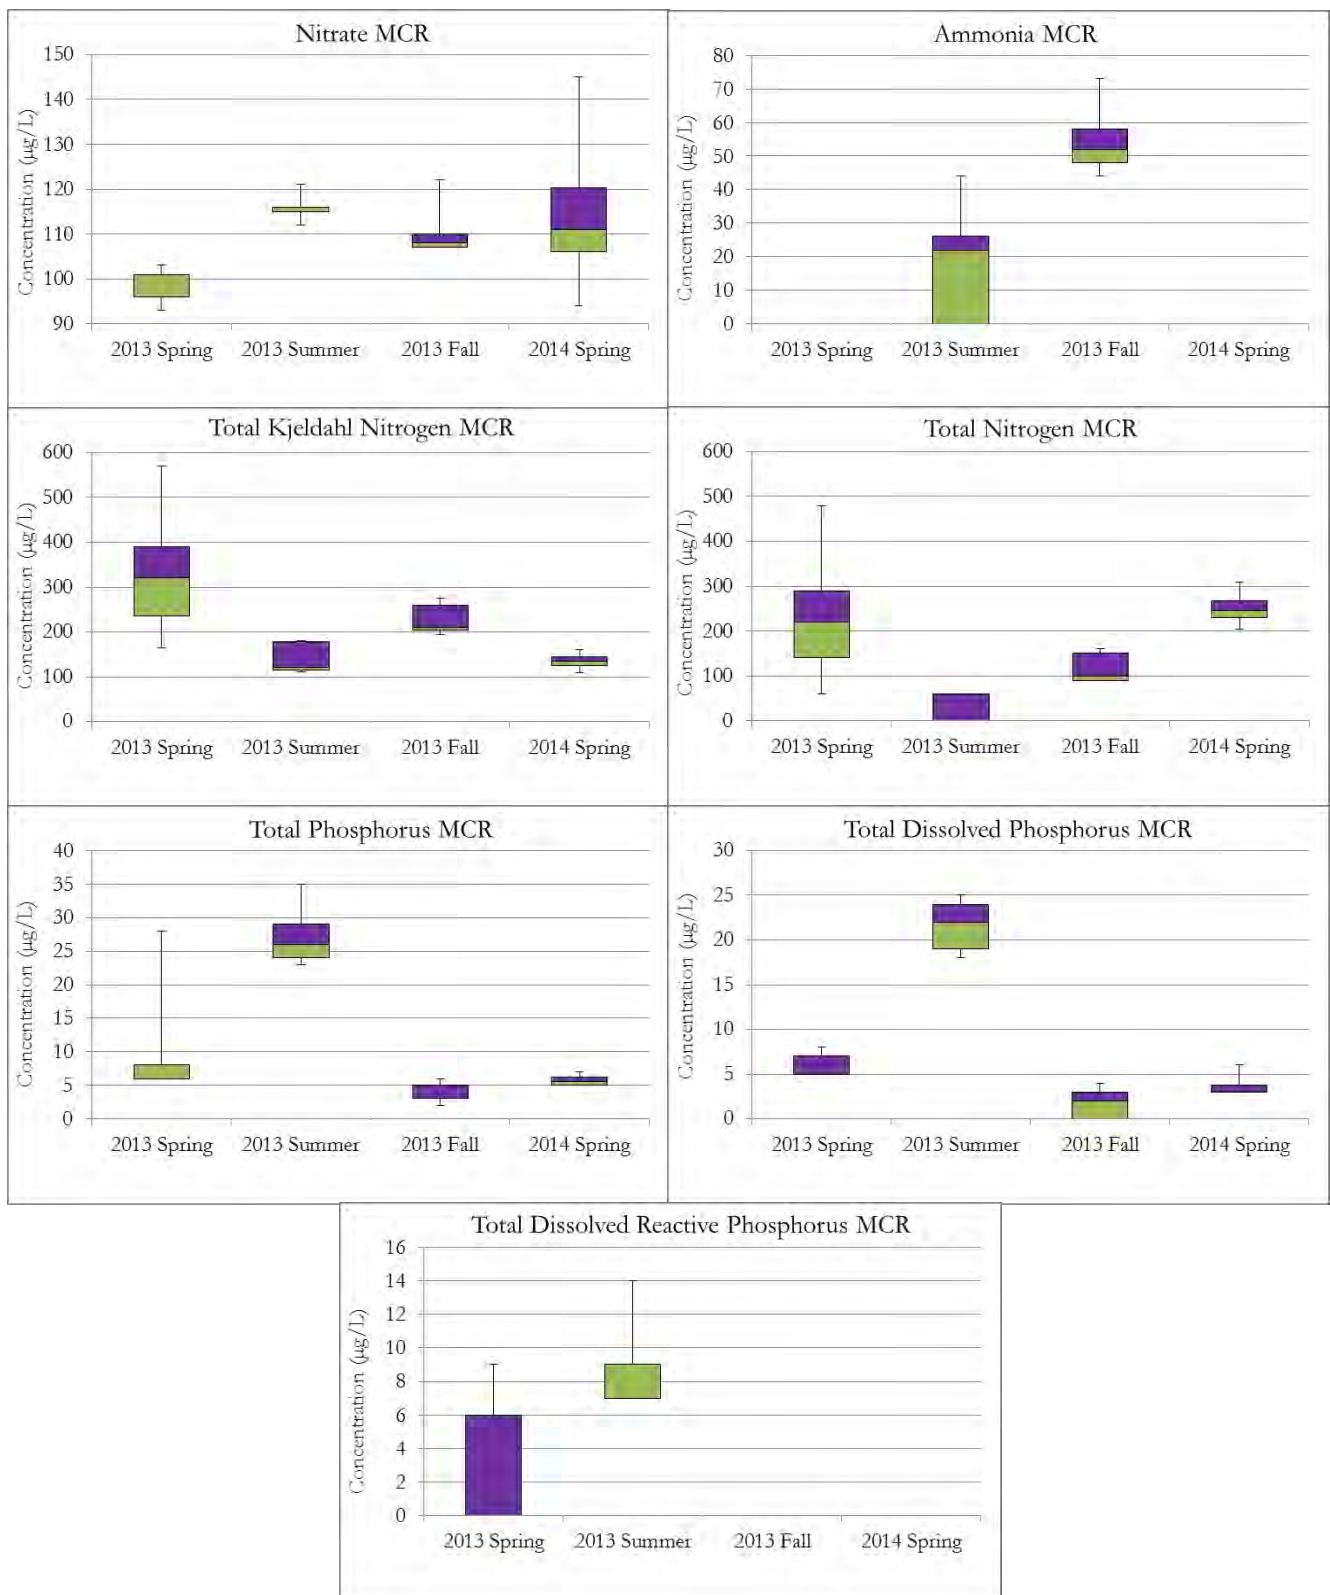 Nitrate MCR
Concentration (µg/L)
150
140
130
120
110
100
90
2013 Spring 2013 Summer 2013 Fall 2014 Spring
Ammonia MCR
Concentration (µg/L)
80
70
60
50
40
30
20
10
0
2013 Spring 2013 Summer 2013 Fall 2014 Spring
Total Kjeldahl Nitrogen MCR
Concentration (µg/L)
600
500
400
300
200
100
0
2013 Spring 2013 Summer 2013 Fall 2014 Spring
Total Nitrogen MCR
Concentration (µg/L)
600
500
400
300
200
100
0
2013 Spring 2013 Summer 2013 Fall 2014 Spring
Total Phosphorus MCR
Concentration (µg/L)
40
35
30
25
20
15
10
5
0
2013 Spring 2013 Summer 2013 Fall 2014 Spring
Total Dissolved Phosphorus MCR
Concentration (µg/L)
30
25
20
15
10
5
0
2013 Spring 2013 Summer 2013 Fall 2014 Spring
Total Dissolved Reactive Phosphorus MCR
Concentration (µg/L)
16
14
12
10
8
6
4
2
0
2013 Spring 2013 Summer 2013 Fall 2014 Spring